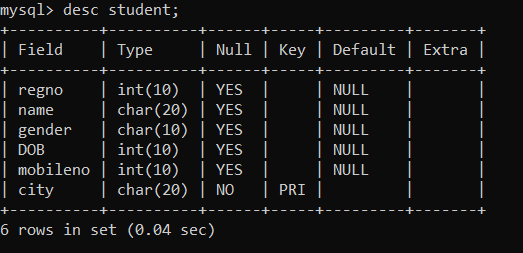 mysql> desc student;
+----------+----------+------+-----+---------+-------+
| Field    | Type     | Null | Key | Default | Extra |
+----------+----------+------+-----+---------+-------+
| regno    | int(10)  | YES  |     | NULL    |       |
| name     | char(20) | YES  |     | NULL    |       |
| gender   | char(10) | YES  |     | NULL    |       |
| DOB      | int(10)  | YES  |     | NULL    |       |
| mobileno | int(10)  | YES  |     | NULL    |       |
| city     | char(20) | NO   | PRI |         |       |
+----------+----------+------+-----+---------+-------+
6 rows in set (0.04 sec)